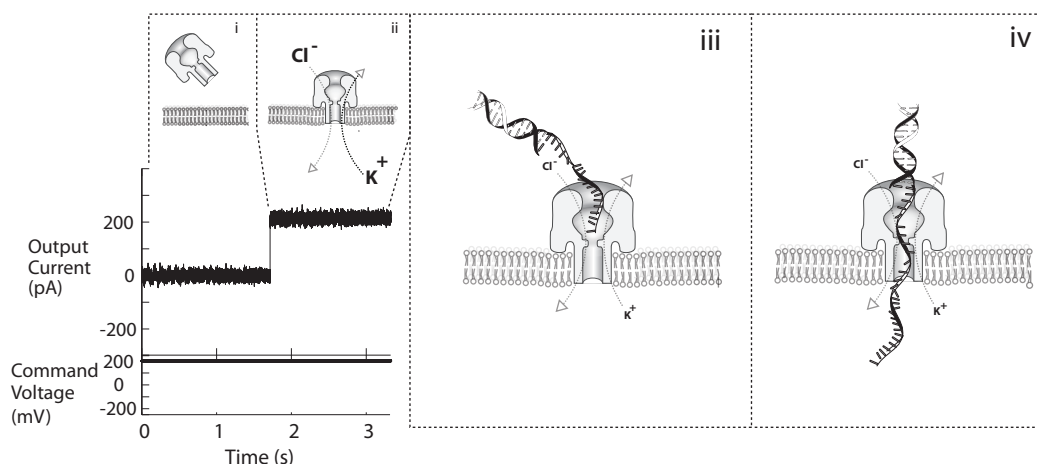 i
ii
iii
iv
Cl-
K+
Cl-
K+
Cl-
K+
200
0
-200
Output
Current
(pA)
200
0
-200
Command
Voltage
(mV)
0
1
2
3
Time (s)